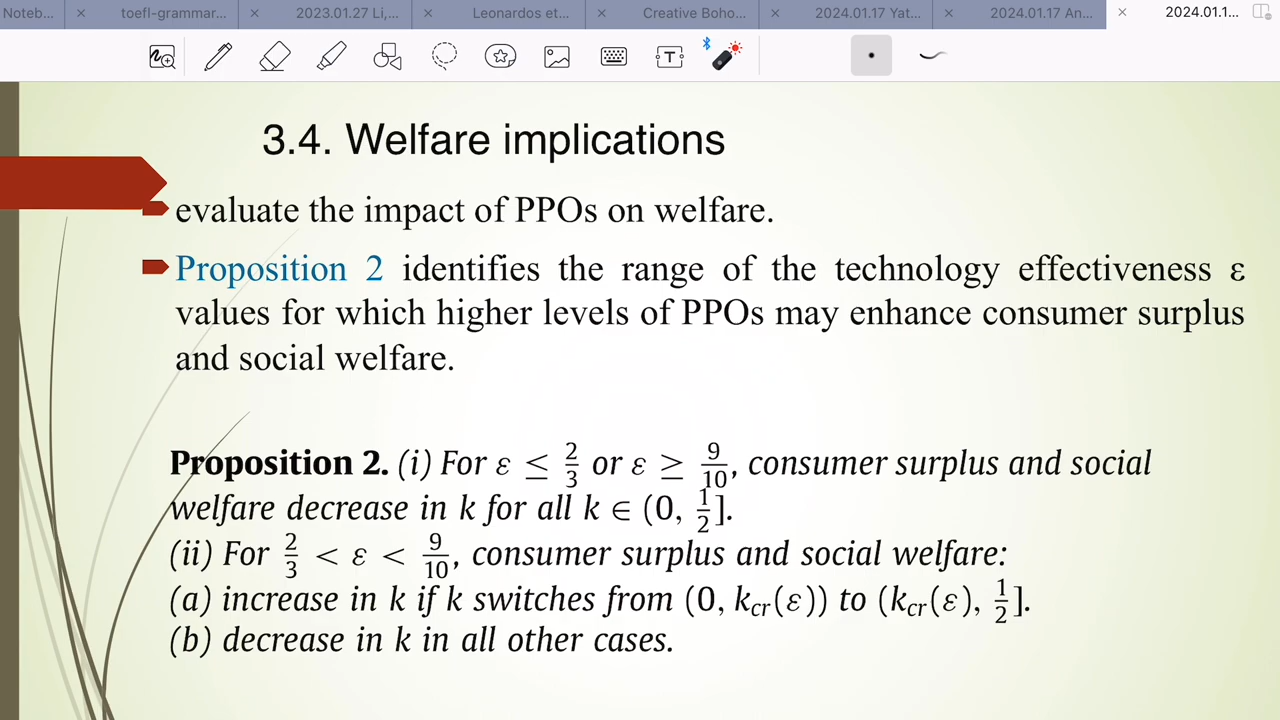 Noteb... × toefl-grammar... × 2023.01.27 Li,... × Leonardos et... × Creative Boho... × 2024.01.17 Yat... × 2024.01.17 An... × 2024.01.1...
T
3.4. Welfare implications
evaluate the impact of PPOs on welfare.
Proposition 2 identifies the range of the technology effectiveness ε
values for which higher levels of PPOs may enhance consumer surplus
and social welfare.
Proposition 2. (i) For ε ≤ 2/3 or ε ≥ 9/10, consumer surplus and social
welfare decrease in k for all k ∈ (0, 1/2].
(ii) For 2/3 < ε < 9/10, consumer surplus and social welfare:
(a) increase in k if k switches from (0, k_cr(ε)) to (k_cr(ε), 1/2].
(b) decrease in k in all other cases.